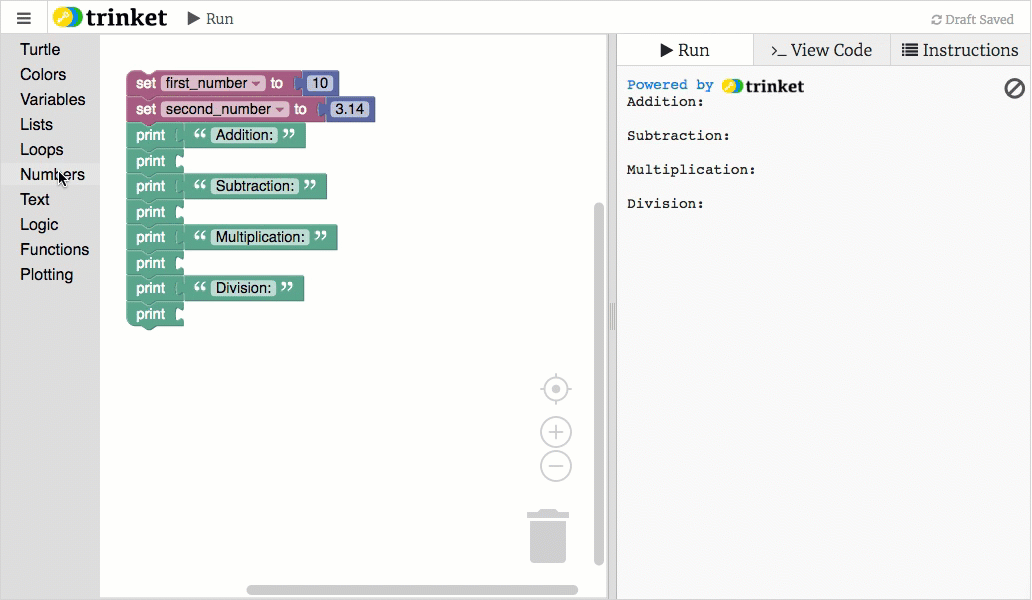 trinket Run Draft Saved
Turtle
Colors
Variables
Lists
Loops
Numbers
Text
Logic
Functions
Plotting
set first_number to 10
set second_number to 3.14
print “ Addition: ”
print
print “ Subtraction: ”
print
print “ Multiplication: ”
print
print “ Division: ”
print
Run >_ View Code Instructions
Powered by trinket
Addition:
Subtraction:
Multiplication:
Division: